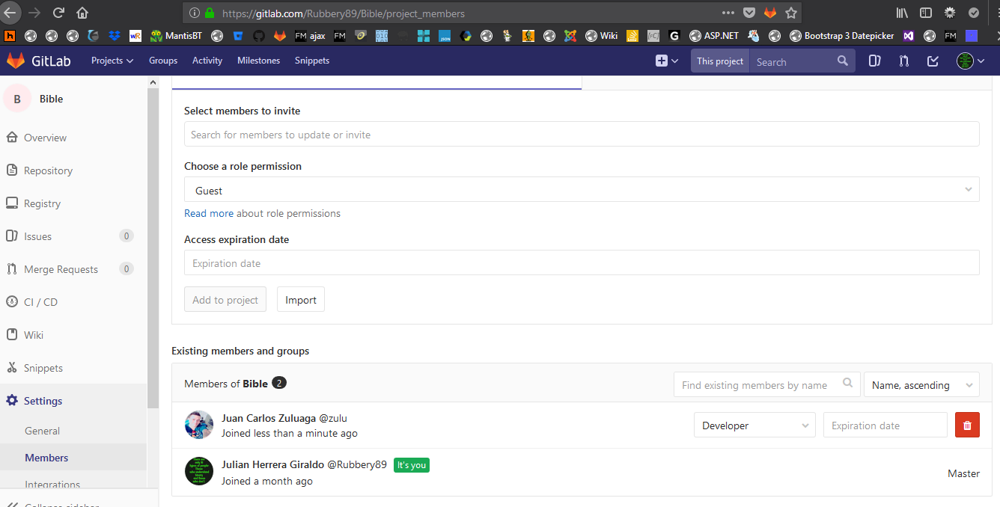 https://gitlab.com/Rubbery89/Bible/project_members
MantisBT
FM ajax
FM
Wiki
ASP.NET
Bootstrap 3 Datepicker
FM
GitLab
Projects
Groups
Activity
Milestones
Snippets
This project
Search
B
Bible
Overview
Repository
Registry
Issues 0
Merge Requests 0
CI / CD
Wiki
Snippets
Settings
General
Members
Integrations
Collapse sidebar
Select members to invite
Search for members to update or invite
Choose a role permission
Guest
Read more about role permissions
Access expiration date
Expiration date
Add to project
Import
Existing members and groups
Members of Bible 2
Find existing members by name
Name, ascending
Juan Carlos Zuluaga @zulu
Joined less than a minute ago
Developer
Expiration date
Julian Herrera Giraldo @Rubbery89 It's you
Joined a month ago
Master